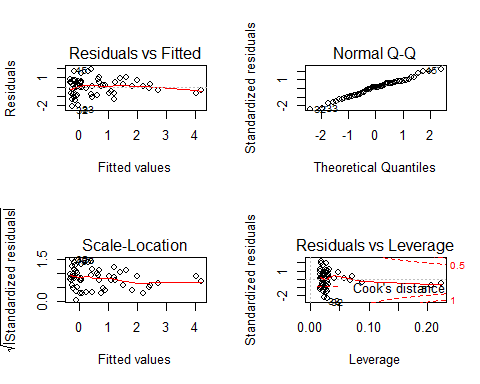 Residuals vs Fitted
Residuals
-2
1
0
1
2
3
4
Fitted values
Normal Q-Q
Standardized residuals
-2
1
-2
-1
0
1
2
Theoretical Quantiles
Scale-Location
√|Standardized residuals|
0.0
1.5
0
1
2
3
4
Fitted values
Residuals vs Leverage
Standardized residuals
-2
1
Cook's distance
0.5
1
0.00
0.10
0.20
Leverage